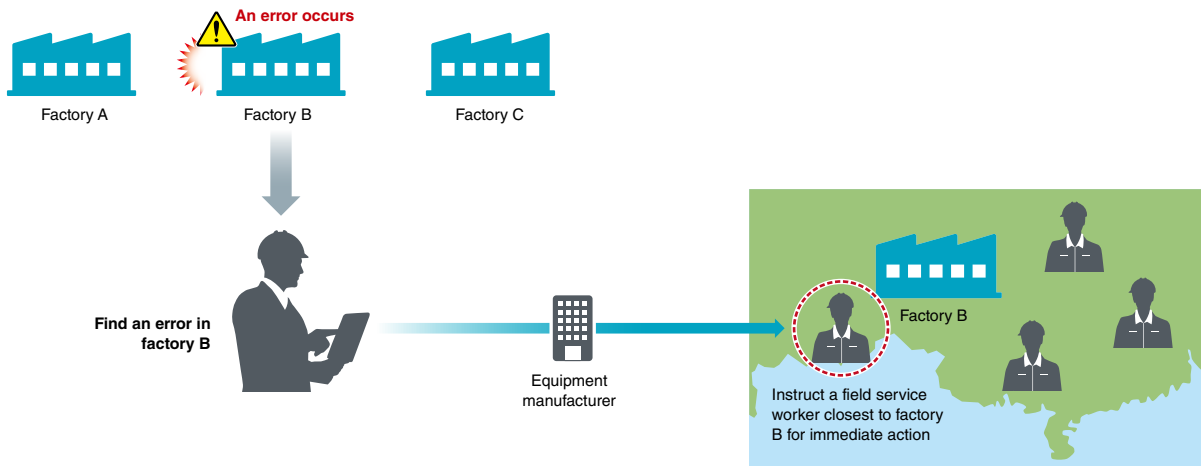 An error occurs
Factory A
Factory B
Factory C
Find an error in
factory B
Equipment
manufacturer
Factory B
Instruct a field service
worker closest to factory
B for immediate action